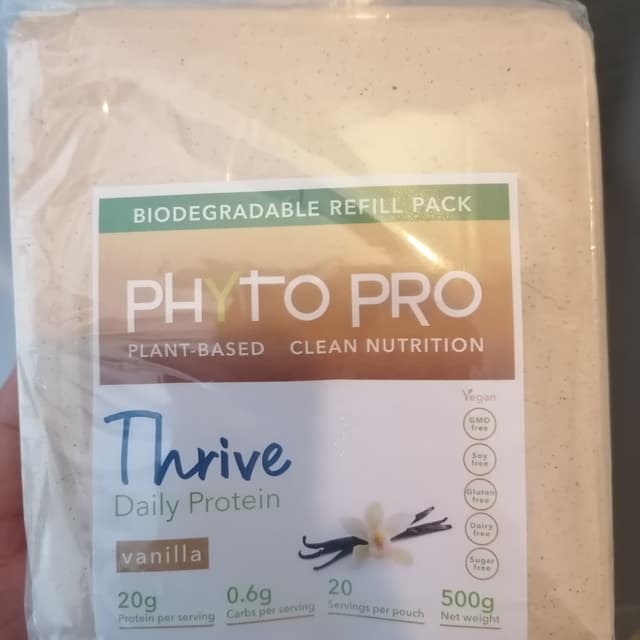 BIODEGRADABLE REFILL PACK
PHYTO PRO
PLANT-BASED CLEAN NUTRITION
Vegan
GMO free
Soy free
Gluten free
Dairy free
Sugar free
Thrive
Daily Protein
vanilla
20g 0.6g 20 500g
Protein per serving Carbs per serving Servings per pouch Net weight